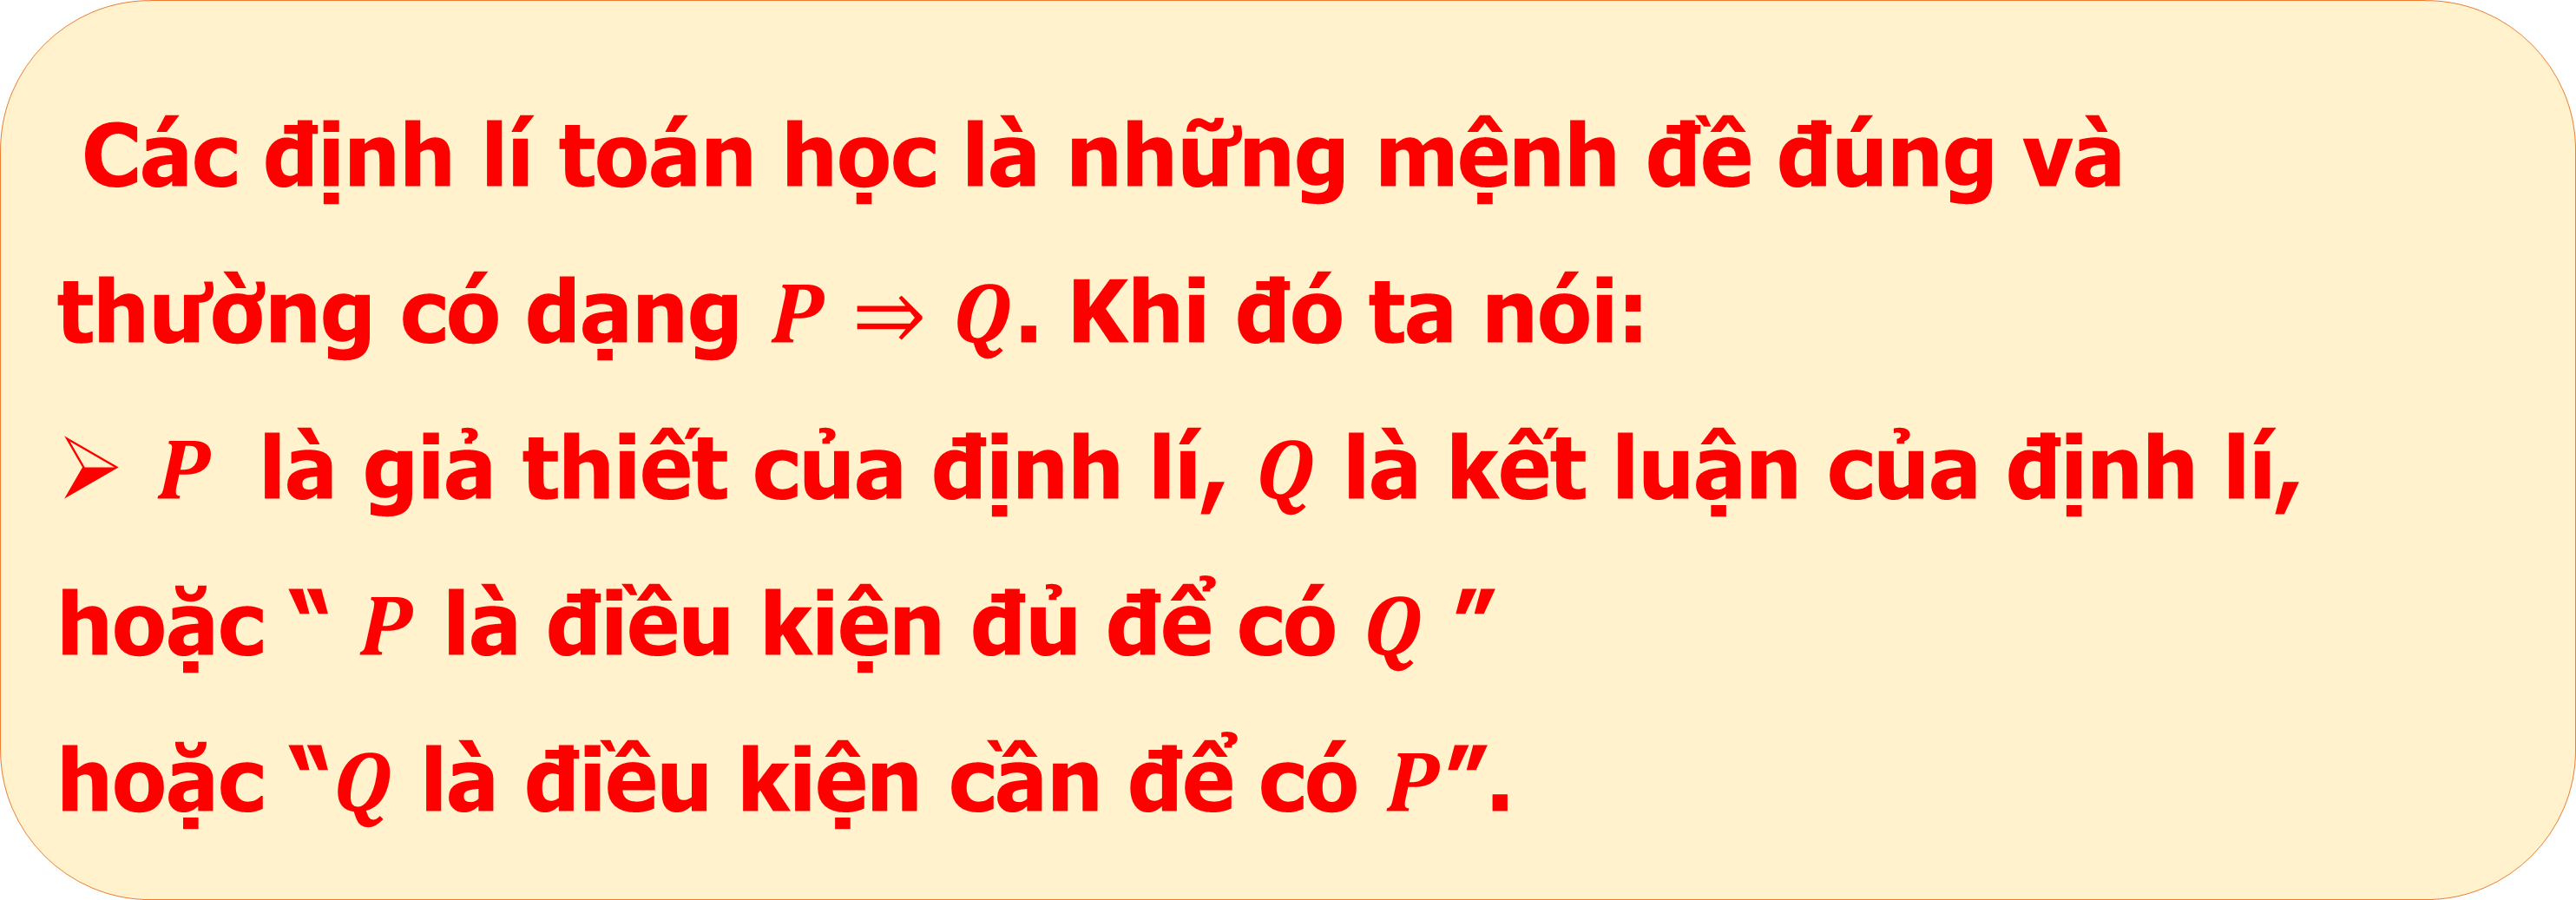 Các định lí toán học là những mệnh đề đúng và
thường có dạng 𝑷 ⇒ 𝑸. Khi đó ta nói:
➢ 𝑷 là giả thiết của định lí, 𝑸 là kết luận của định lí,
hoặc “ 𝑷 là điều kiện đủ để có 𝑸 ”
hoặc “𝑸 là điều kiện cần để có 𝑷”.